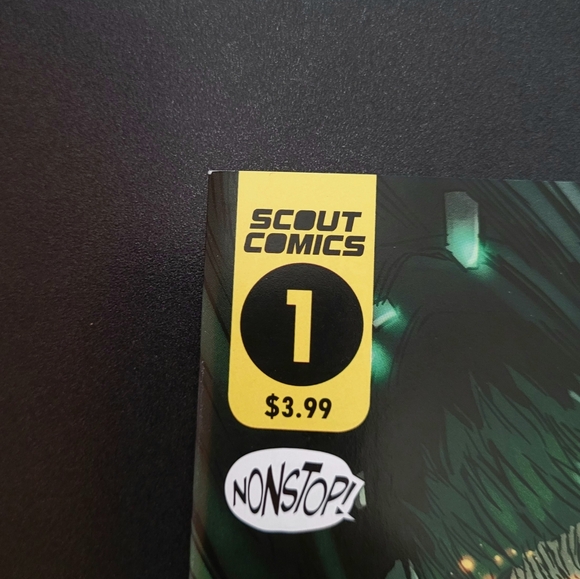 SCOUT
COMICS
1
$3.99
NONSTOP!